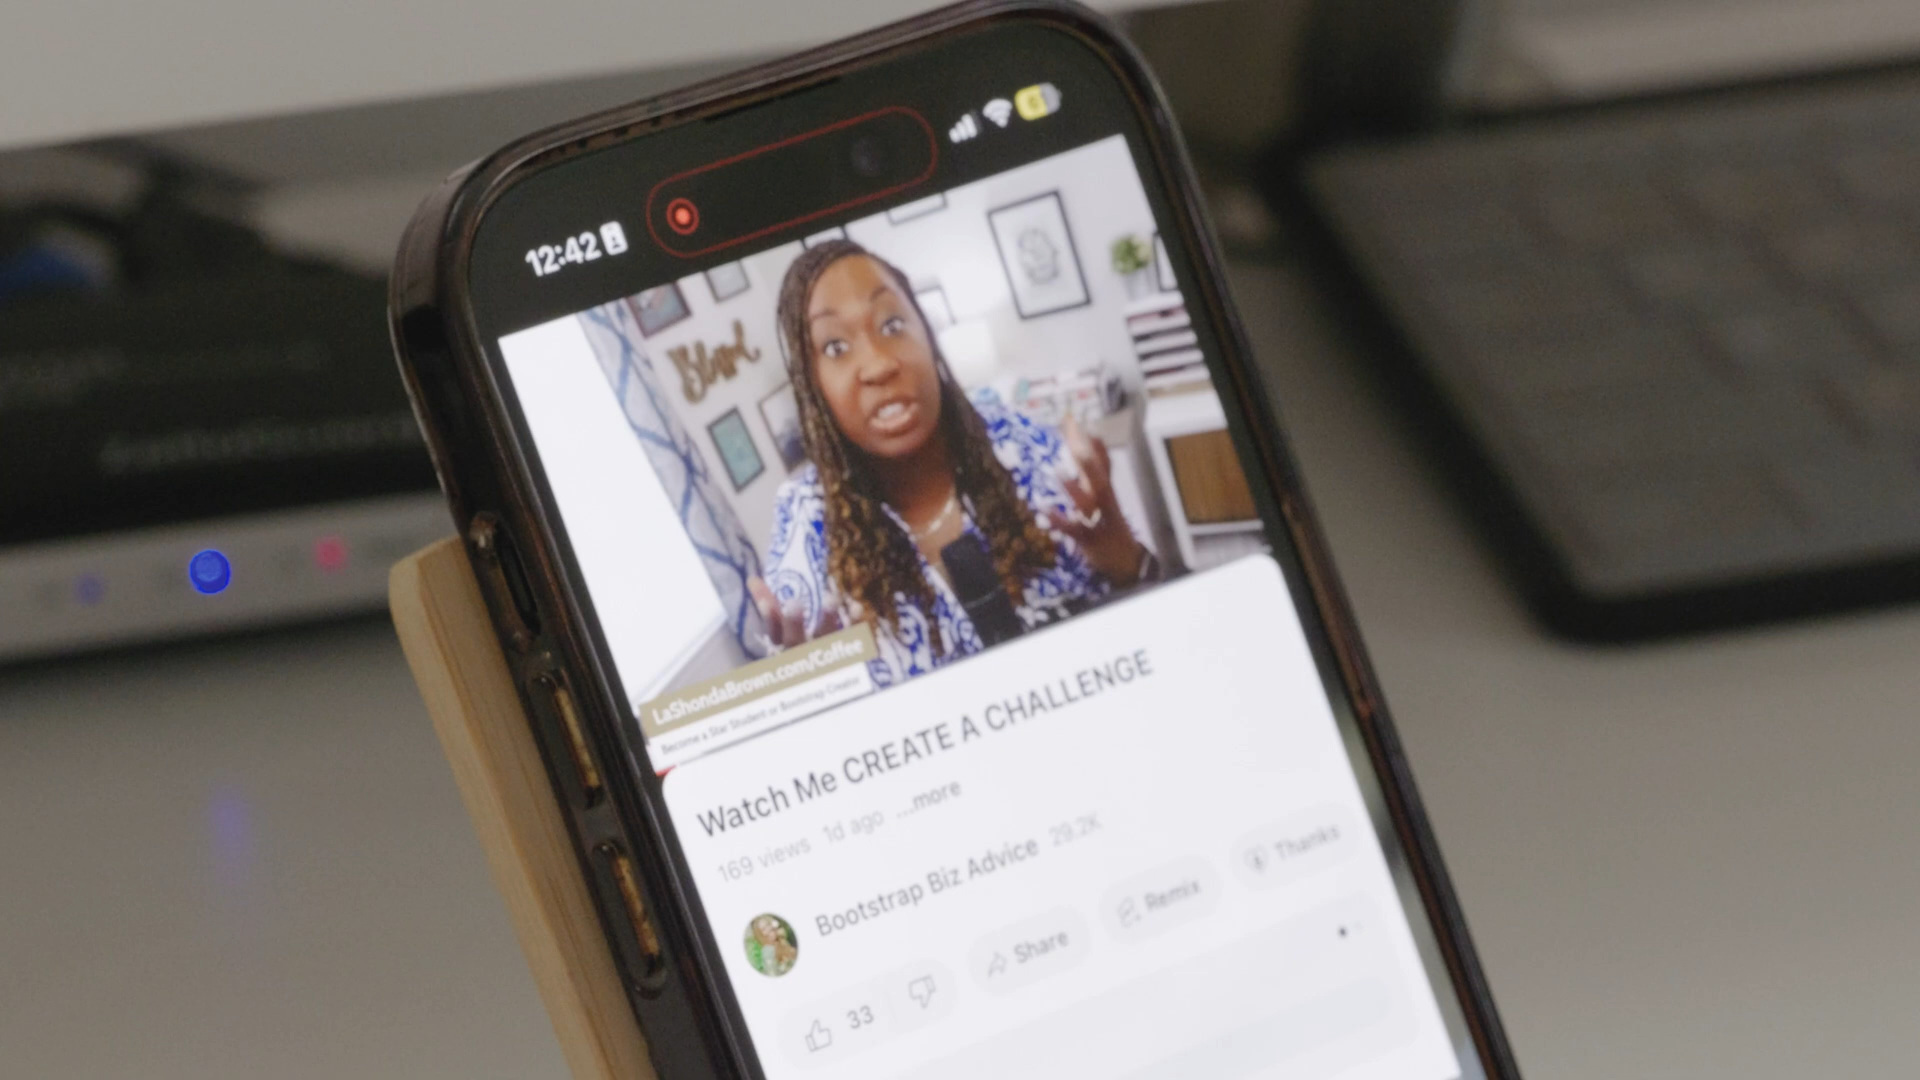 12:42
LaShondaBrown.com/Coffee
Become a Star Student or Bootstrap Creator
Watch Me CREATE A CHALLENGE
169 views 1d ago ...more
Bootstrap Biz Advice 29.2K
33 Share Remix Thanks